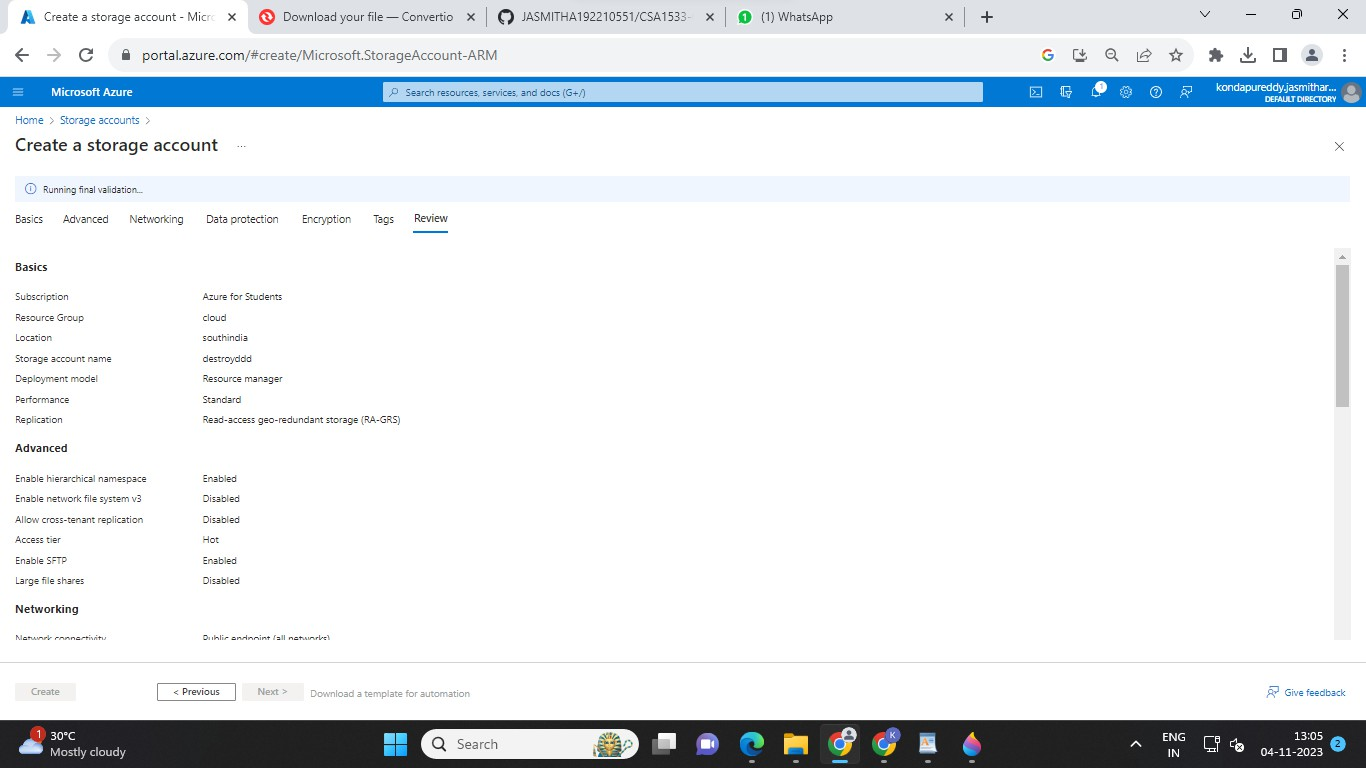 Create a storage account - Micr
Download your file — Convertio
JASMITHA192210551/CSA1533-
(1) WhatsApp
portal.azure.com/#create/Microsoft.StorageAccount-ARM
Microsoft Azure
Search resources, services, and docs (G+/)
1
kondapureddy.jasmithar...
DEFAULT DIRECTORY
Home > Storage accounts >
Create a storage account ...
Running final validation...
Basics Advanced Networking Data protection Encryption Tags Review
Basics
Subscription Azure for Students
Resource Group cloud
Location southindia
Storage account name destroyddd
Deployment model Resource manager
Performance Standard
Replication Read-access geo-redundant storage (RA-GRS)
Advanced
Enable hierarchical namespace Enabled
Enable network file system v3 Disabled
Allow cross-tenant replication Disabled
Access tier Hot
Enable SFTP Enabled
Large file shares Disabled
Networking
Network connectivity Public endpoint (all networks)
Create < Previous Next > Download a template for automation Give feedback
1
30°C
Mostly cloudy
Search
K
ENG
IN
13:05
04-11-2023
2